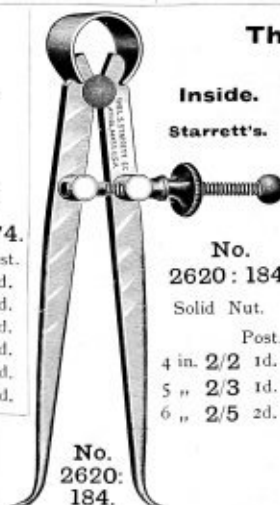 Th
Inside.
Starrett's.
No.
2620: 184
Solid Nut.
Post.
4 in. 2/2 1d.
5 „ 2/3 1d.
6 „ 2/5 2d.
74.
st.
d.
d.
d.
d.
d.
d.
No.
2620:
184.